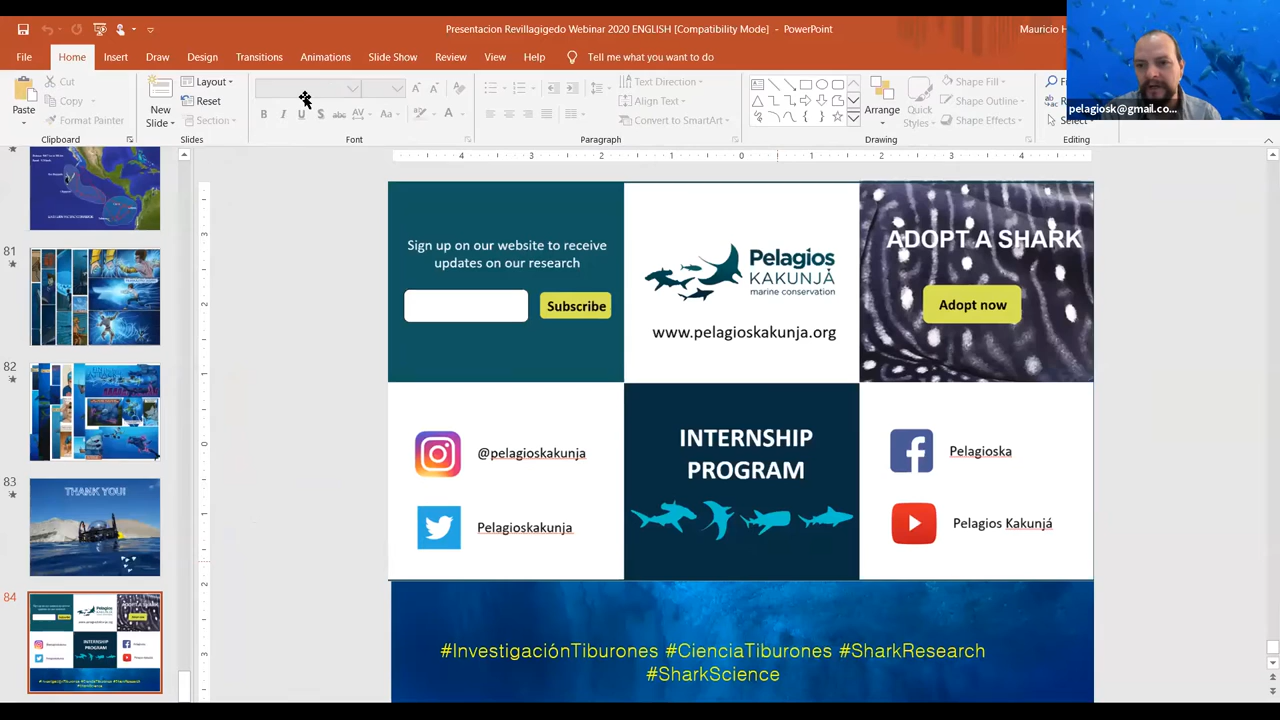 Presentacion Revillagigedo Webinar 2020 ENGLISH [Compatibility Mode] - PowerPoint
Mauricio
File
Home
Insert
Draw
Design
Transitions
Animations
Slide Show
Review
View
Help
Tell me what you want to do
pelagiosk@gmail.co...
Paste
Cut
Copy
Format Painter
Clipboard
New
Slide
Layout
Reset
Section
Slides
Font
Text Direction
Align Text
Convert to SmartArt
Paragraph
Arrange
Quick
Styles
Shape Fill
Shape Outline
Shape Effects
Drawing
Select
Editing
81
82
83
THANK YOU!
84
Sign up on our website to receive
updates on our research
Subscribe
Pelagios
KAKUNJÁ
marine conservation
www.pelagioskakunja.org
ADOPT A SHARK
Adopt now
@pelagioskakunja
Pelagioskakunja
INTERNSHIP
PROGRAM
Pelagioska
Pelagios Kakunjá
#InvestigaciónTiburones #CienciaTiburones #SharkResearch
#SharkScience